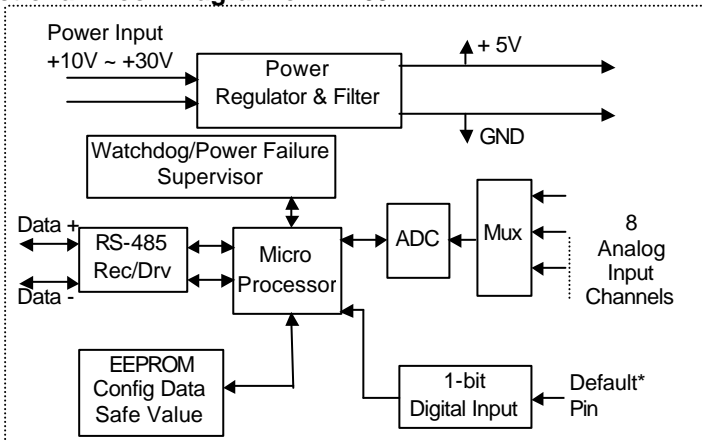 Power Input
+10V ~ +30V
Power
Regulator & Filter
+ 5V
GND
Watchdog/Power Failure
Supervisor
Data +
Data -
RS-485
Rec/Drv
Micro
Processor
ADC
Mux
8
Analog
Input
Channels
EEPROM
Config Data
Safe Value
1-bit
Digital Input
Default*
Pin